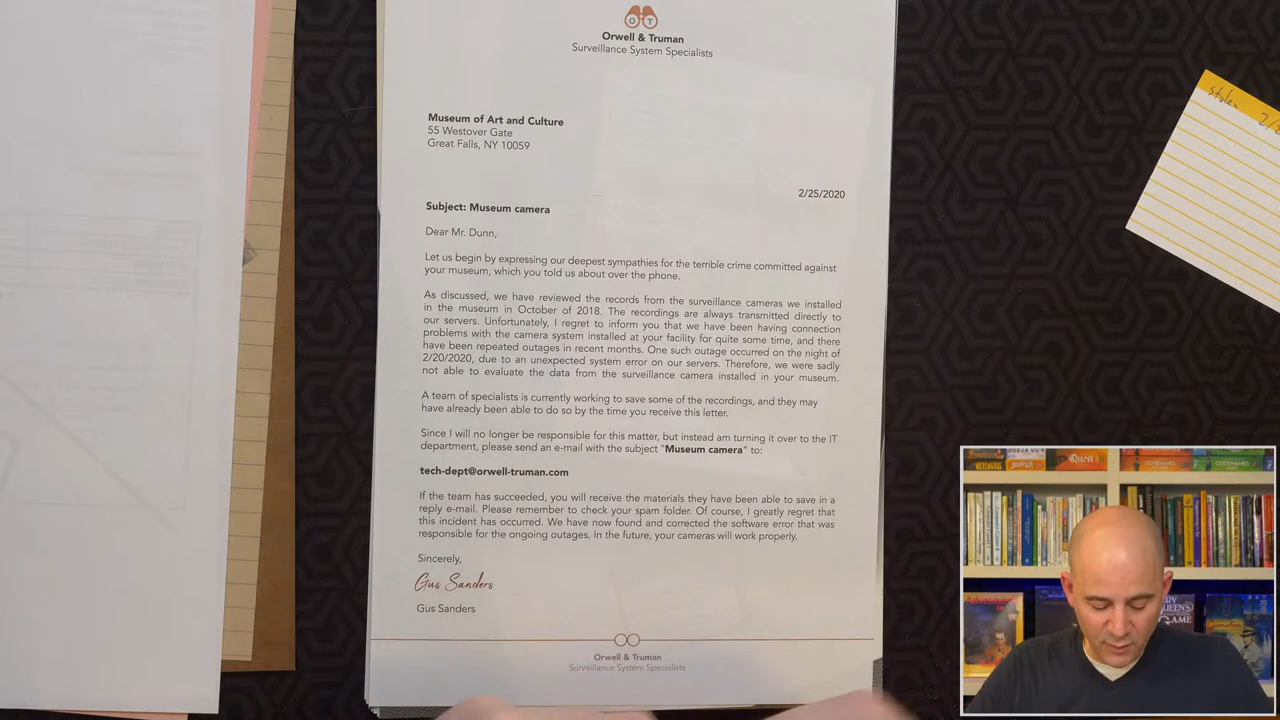 O T
Orwell & Truman
Surveillance System Specialists
Museum of Art and Culture
55 Westover Gate
Great Falls, NY 10059
2/25/2020
Subject: Museum camera
Dear Mr. Dunn,
Let us begin by expressing our deepest sympathies for the terrible crime committed against
your museum, which you told us about over the phone.
As discussed, we have reviewed the records from the surveillance cameras we installed
in the museum in October of 2018. The recordings are always transmitted directly to
our servers. Unfortunately, I regret to inform you that we have been having connection
problems with the camera system installed at your facility for quite some time, and there
have been repeated outages in recent months. One such outage occurred on the night of
2/20/2020, due to an unexpected system error on our servers. Therefore, we were sadly
not able to evaluate the data from the surveillance camera installed in your museum.
A team of specialists is currently working to save some of the recordings, and they may
have already been able to do so by the time you receive this letter.
Since I will no longer be responsible for this matter, but instead am turning it over to the IT
department, please send an e-mail with the subject "Museum camera" to:
tech-dept@orwell-truman.com
If the team has succeeded, you will receive the materials they have been able to save in a
reply e-mail. Please remember to check your spam folder. Of course, I greatly regret that
this incident has occurred. We have now found and corrected the software error that was
responsible for the ongoing outages. In the future, your cameras will work properly.
Sincerely,
Gus Sanders
Gus Sanders
Orwell & Truman
Surveillance System Specialists
stolen
DEJA VU
CODENAMES
CODENAMES
QUEEN'S
GAME